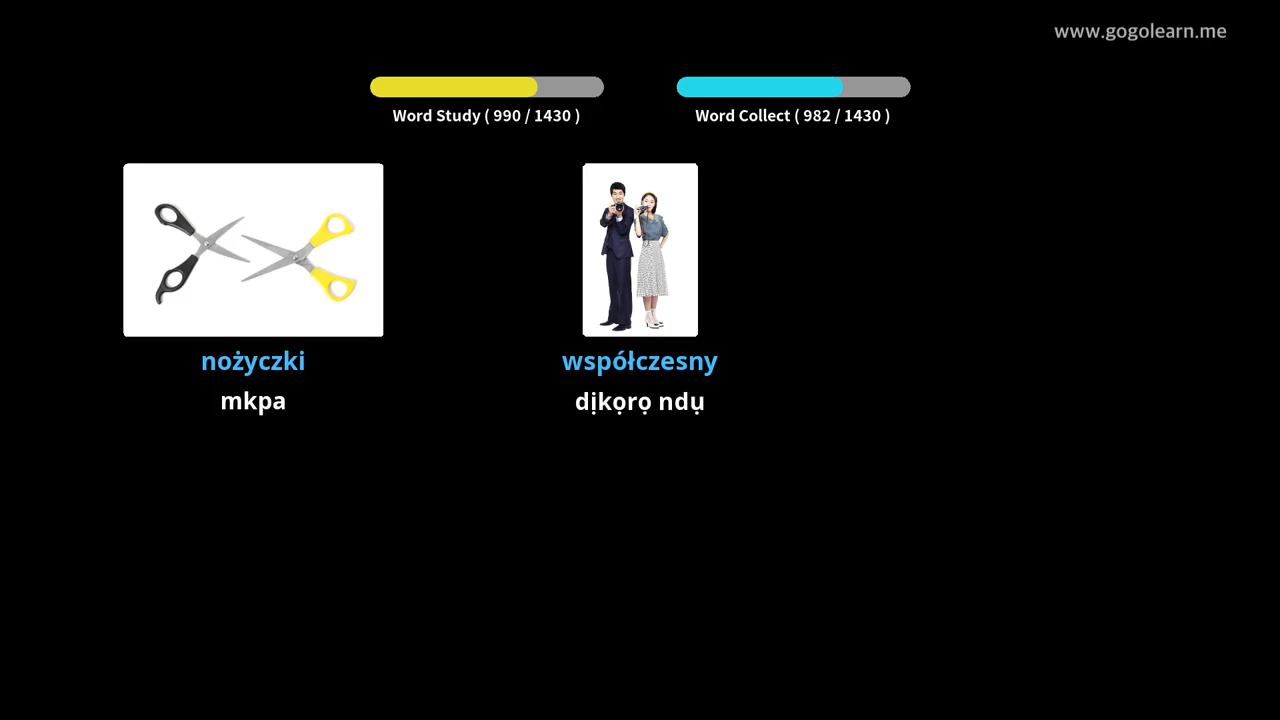 www.gogolearn.me
Word Study ( 990 / 1430 )
Word Collect ( 982 / 1430 )
nożyczki
mkpa
współczesny
dịkọrọ ndụ